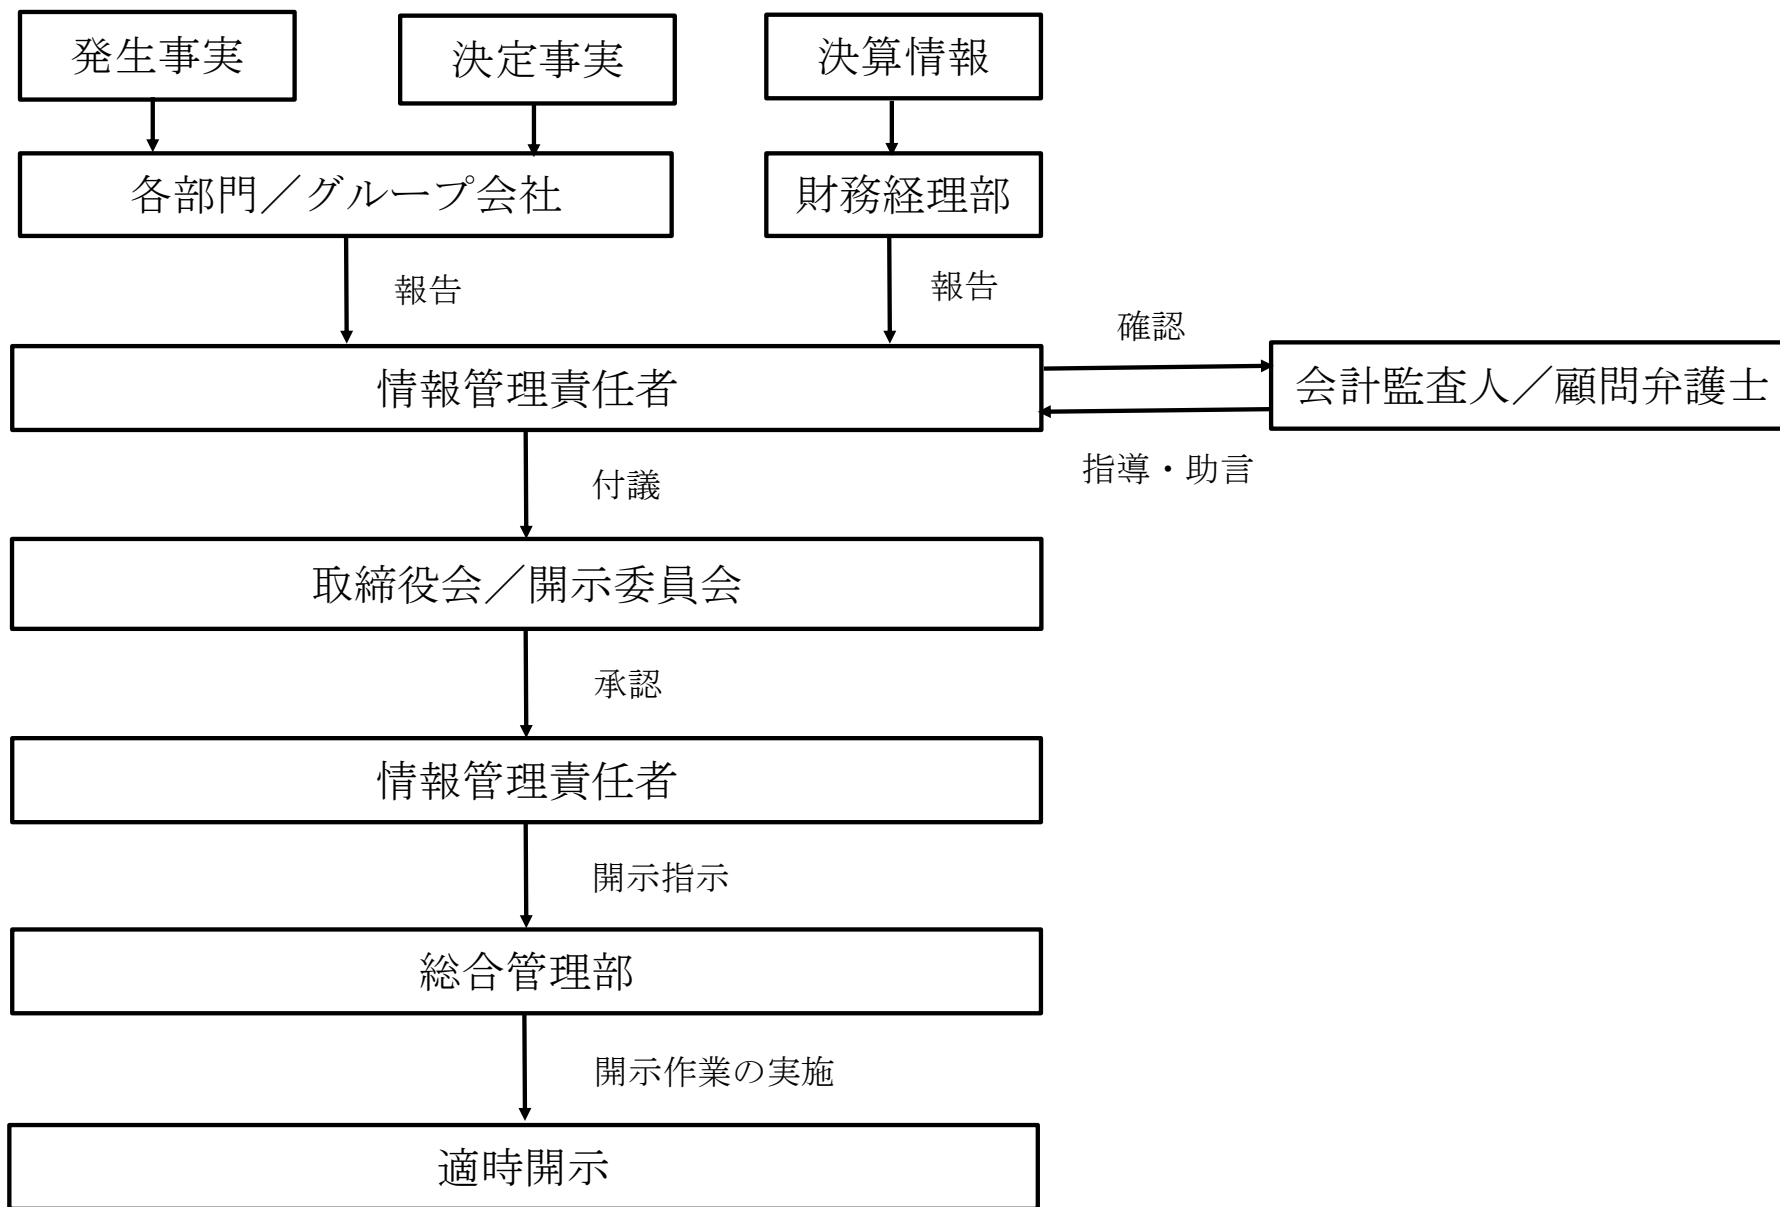 発生事実
決定事実
決算情報
各部門／グループ会社
財務経理部
報告
報告
確認
情報管理責任者
会計監査人／顧問弁護士
指導・助言
付議
取締役会／開示委員会
承認
情報管理責任者
開示指示
総合管理部
開示作業の実施
適時開示